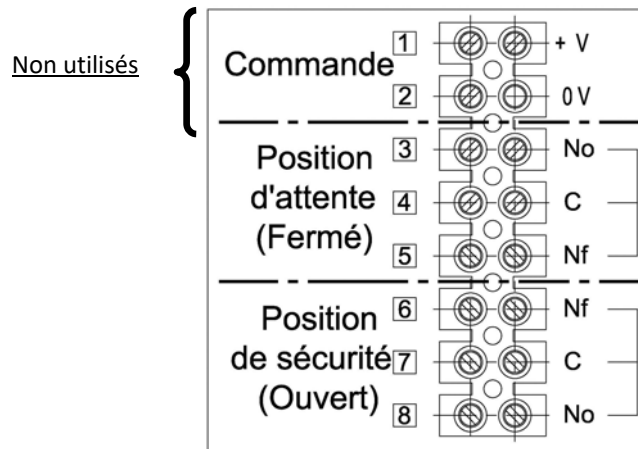 Non utilisés
Commande
1 + V
2 0 V
Position
d'attente
(Fermé)
3 No
4 C
5 Nf
Position
de sécurité
(Ouvert)
6 Nf
7 C
8 No